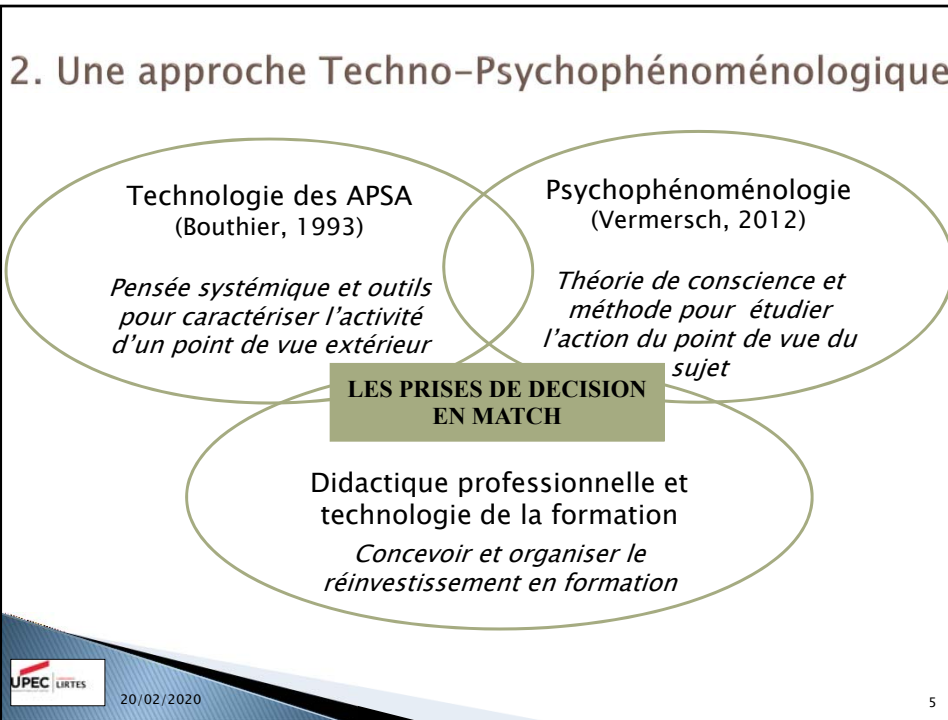 2. Une approche Techno-Psychophénoménologique
Technologie des APSA
(Bouthier, 1993)
Pensée systémique et outils
pour caractériser l'activité
d'un point de vue extérieur
Psychophénoménologie
(Vermersch, 2012)
Théorie de conscience et
méthode pour étudier
l'action du point de vue du
sujet
LES PRISES DE DECISION
EN MATCH
Didactique professionnelle et
technologie de la formation
Concevoir et organiser le
réinvestissement en formation
UPEC LIRTES
20/02/2020
5